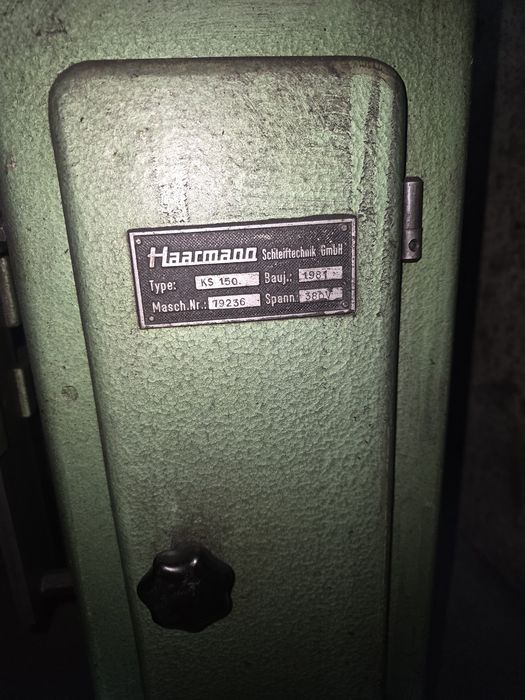 Haarmann Schleiftechnik GmbH
Type: KS 150. Bauj.: 1981
Masch.Nr.: 79236 Spann.: 380V